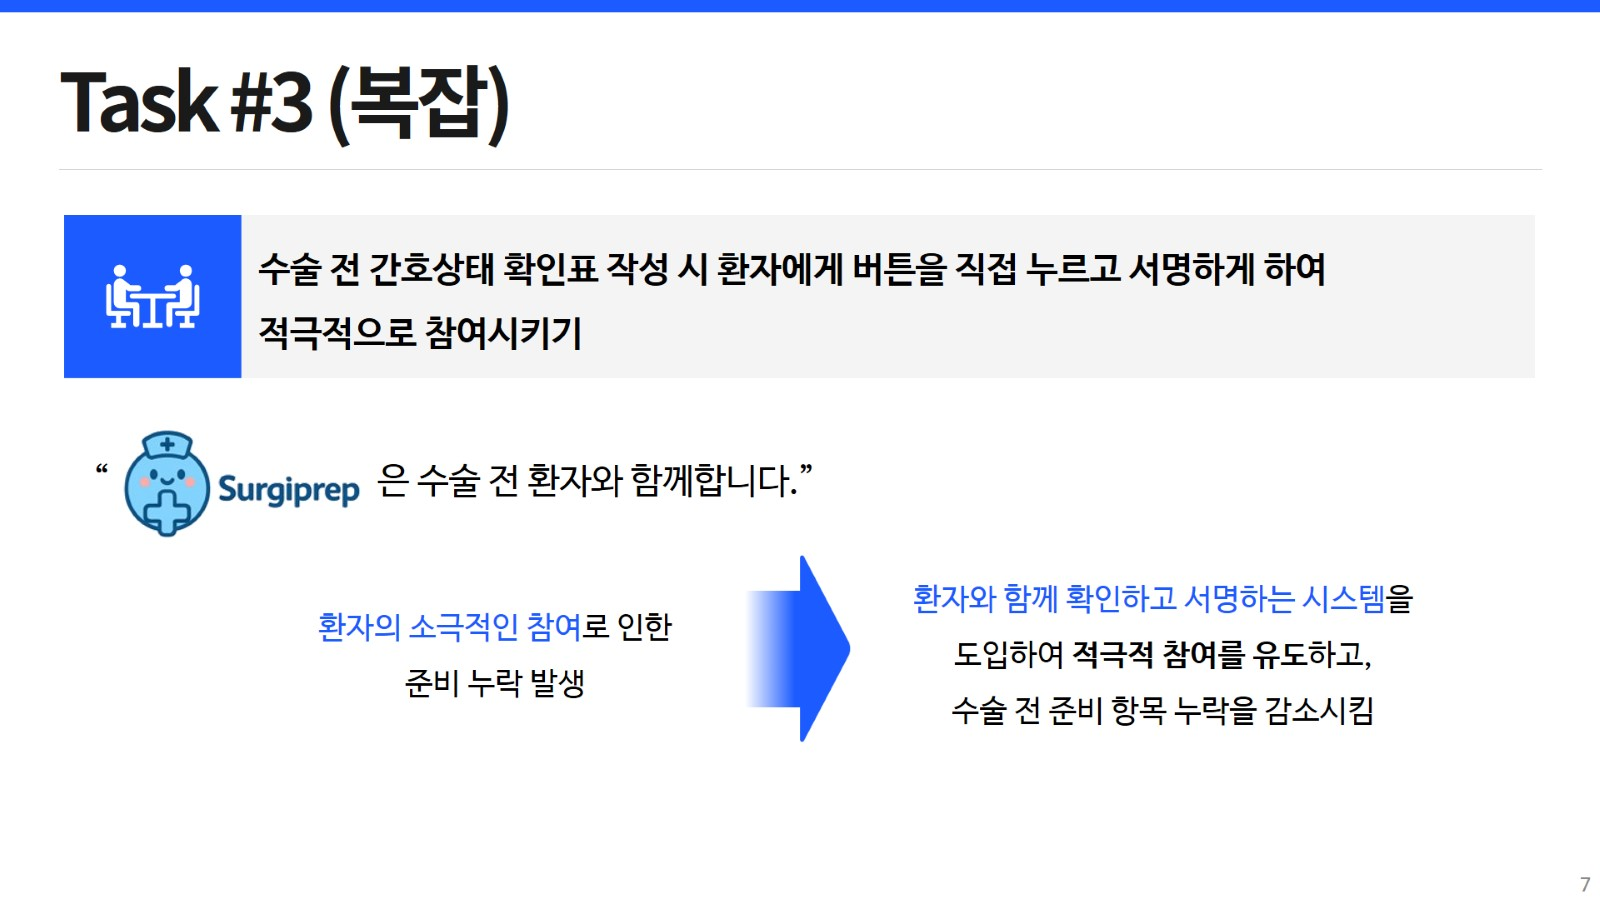 Task #3 (복잡)
수술 전 간호상태 확인표 작성 시 환자에게 버튼을 직접 누르고 서명하게 하여
적극적으로 참여시키기
“ Surgiprep 은 수술 전 환자와 함께합니다.”
환자의 소극적인 참여로 인한
준비 누락 발생
환자와 함께 확인하고 서명하는 시스템을
도입하여 적극적 참여를 유도하고,
수술 전 준비 항목 누락을 감소시킴
7